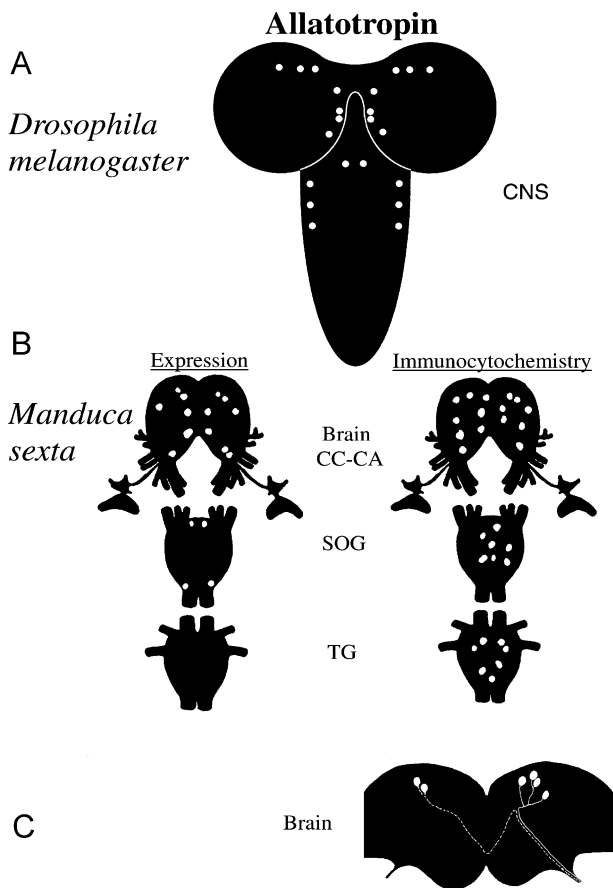 Allatotropin
A
Drosophila
melanogaster
CNS
B
Expression
Immunocytochemistry
Manduca
sexta
Brain
CC-CA
SOG
TG
C
Brain